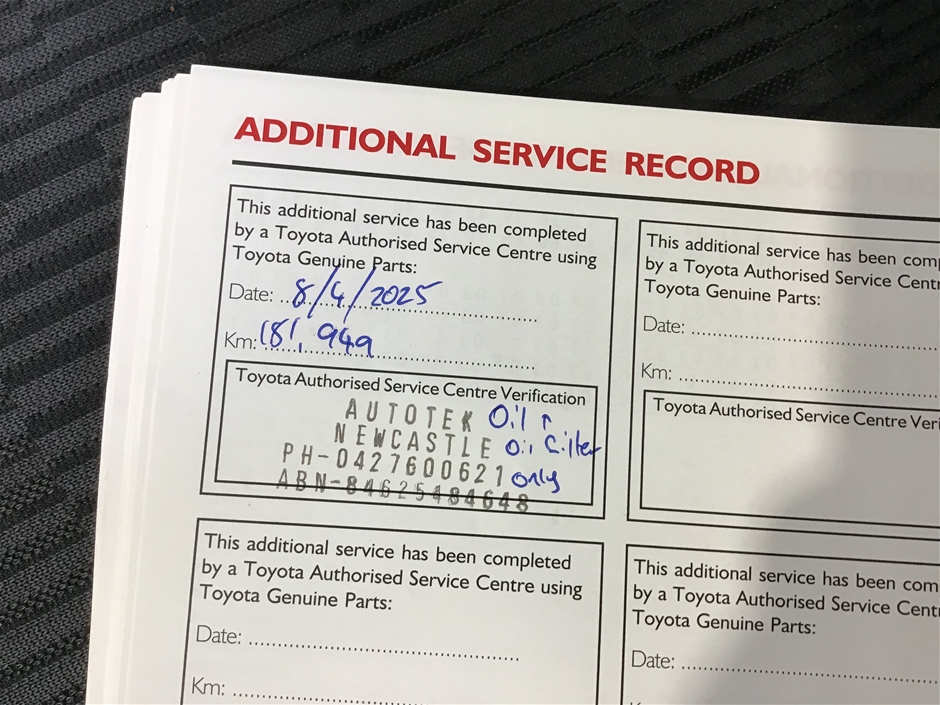 ADDITIONAL SERVICE RECORD
This additional service has been completed
by a Toyota Authorised Service Centre using
Toyota Genuine Parts:
Date: 8/4/2025
Km: 181,949
Toyota Authorised Service Centre Verification
AUTOTEK Oil
NEWCASTLE Oil Filter
PH-0427600621 only
ABN-84625484648
This additional service has been com
by a Toyota Authorised Service Cent
Toyota Genuine Parts:
Date:
Km:
Toyota Authorised Service Centre Veri
This additional service has been completed
by a Toyota Authorised Service Centre using
Toyota Genuine Parts:
Date:
Km:
This additional service has been com
by a Toyota Authorised Service Cent
Toyota Genuine Parts:
Date: